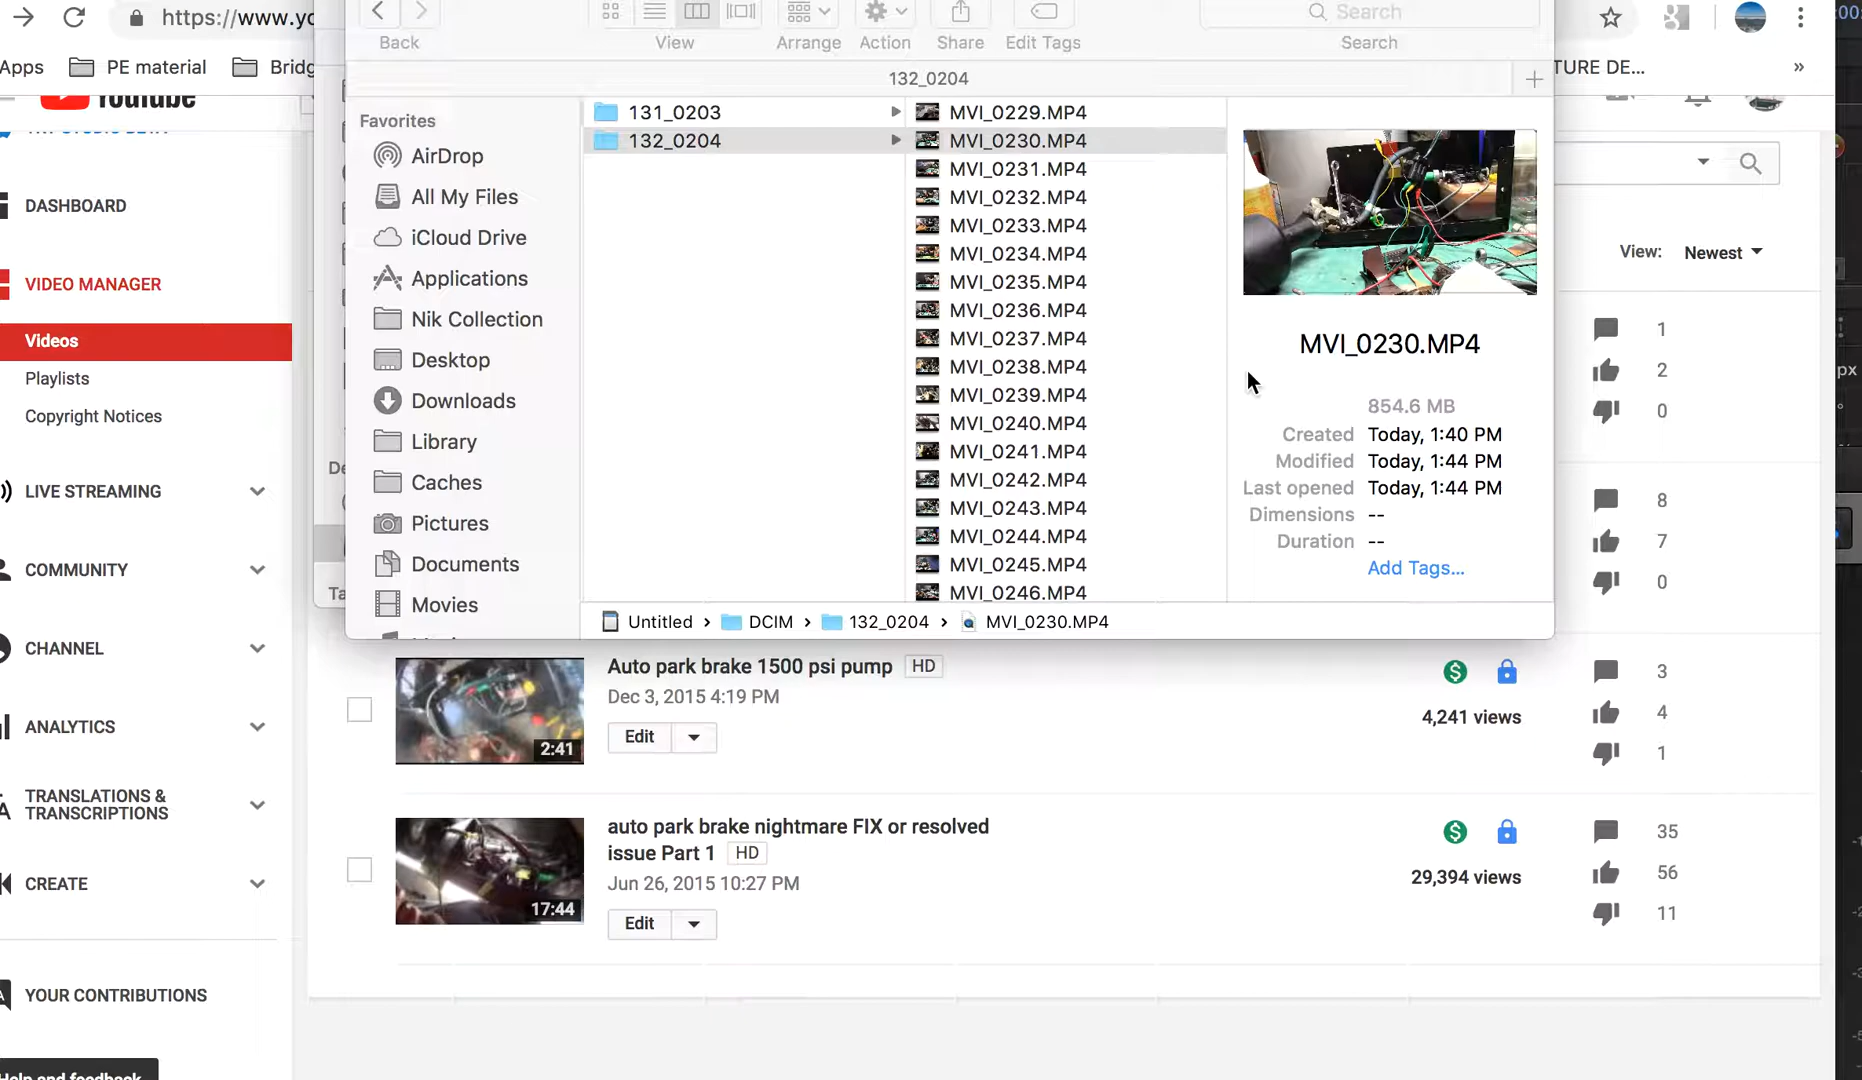 https://www.yo
Apps
PE material
Bridg
TURE DE...
»
Back
View
Arrange
Action
Share
Edit Tags
Search
Search
132_0204
YouTube
DASHBOARD
VIDEO MANAGER
Videos
Playlists
Copyright Notices
LIVE STREAMING
COMMUNITY
CHANNEL
ANALYTICS
TRANSLATIONS &
TRANSCRIPTIONS
CREATE
YOUR CONTRIBUTIONS
Help and feedback
De
Ta
Favorites
AirDrop
All My Files
iCloud Drive
Applications
Nik Collection
Desktop
Downloads
Library
Caches
Pictures
Documents
Movies
131_0203
132_0204
MVI_0229.MP4
MVI_0230.MP4
MVI_0231.MP4
MVI_0232.MP4
MVI_0233.MP4
MVI_0234.MP4
MVI_0235.MP4
MVI_0236.MP4
MVI_0237.MP4
MVI_0238.MP4
MVI_0239.MP4
MVI_0240.MP4
MVI_0241.MP4
MVI_0242.MP4
MVI_0243.MP4
MVI_0244.MP4
MVI_0245.MP4
MVI_0246.MP4
MVI_0230.MP4
854.6 MB
Created Today, 1:40 PM
Modified Today, 1:44 PM
Last opened Today, 1:44 PM
Dimensions --
Duration --
Add Tags...
Untitled › DCIM › 132_0204 › MVI_0230.MP4
View: Newest
1
2
0
8
7
0
px
Auto park brake 1500 psi pump HD
Dec 3, 2015 4:19 PM
Edit
2:41
4,241 views
3
4
1
auto park brake nightmare FIX or resolved
issue Part 1 HD
Jun 26, 2015 10:27 PM
Edit
17:44
29,394 views
35
56
11